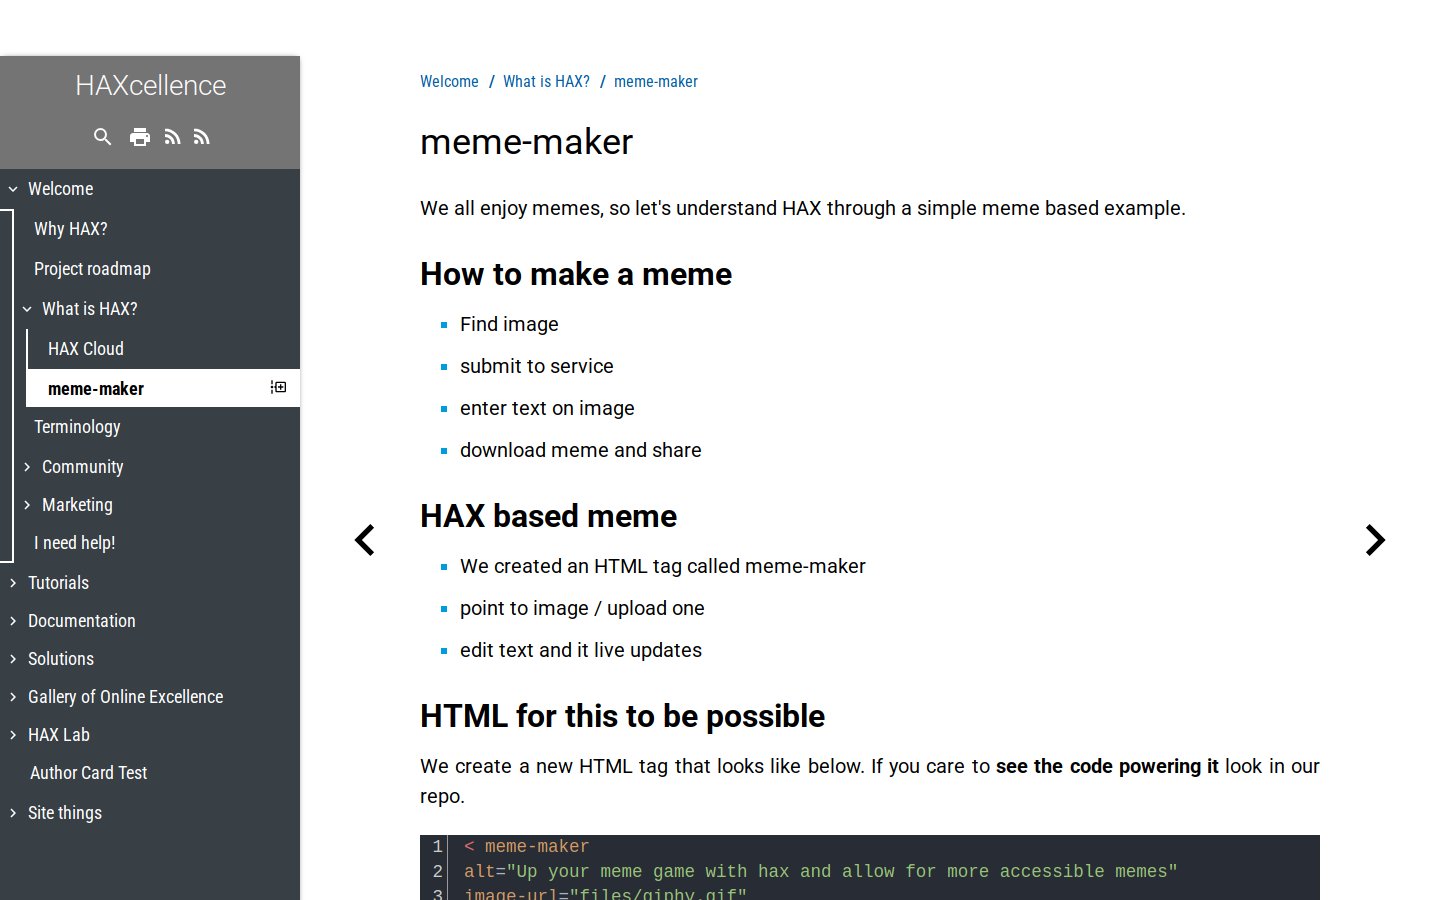 HAXcellence
Welcome
Why HAX?
Project roadmap
What is HAX?
HAX Cloud
meme-maker
Terminology
Community
Marketing
I need help!
Tutorials
Documentation
Solutions
Gallery of Online Excellence
HAX Lab
Author Card Test
Site things
Welcome / What is HAX? / meme-maker
meme-maker
We all enjoy memes, so let's understand HAX through a simple meme based example.
How to make a meme
Find image
submit to service
enter text on image
download meme and share
HAX based meme
We created an HTML tag called meme-maker
point to image / upload one
edit text and it live updates
HTML for this to be possible
We create a new HTML tag that looks like below. If you care to see the code powering it look in our
repo.
1 < meme-maker
2 alt="Up your meme game with hax and allow for more accessible memes"
3 image-url="files/giphy.gif"